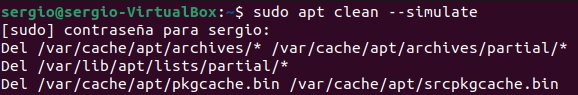 sergio@sergio-VirtualBox:~$ sudo apt clean --simulate
[sudo] contraseña para sergio:
Del /var/cache/apt/archives/* /var/cache/apt/archives/partial/*
Del /var/lib/apt/lists/partial/*
Del /var/cache/apt/pkgcache.bin /var/cache/apt/srcpkgcache.bin